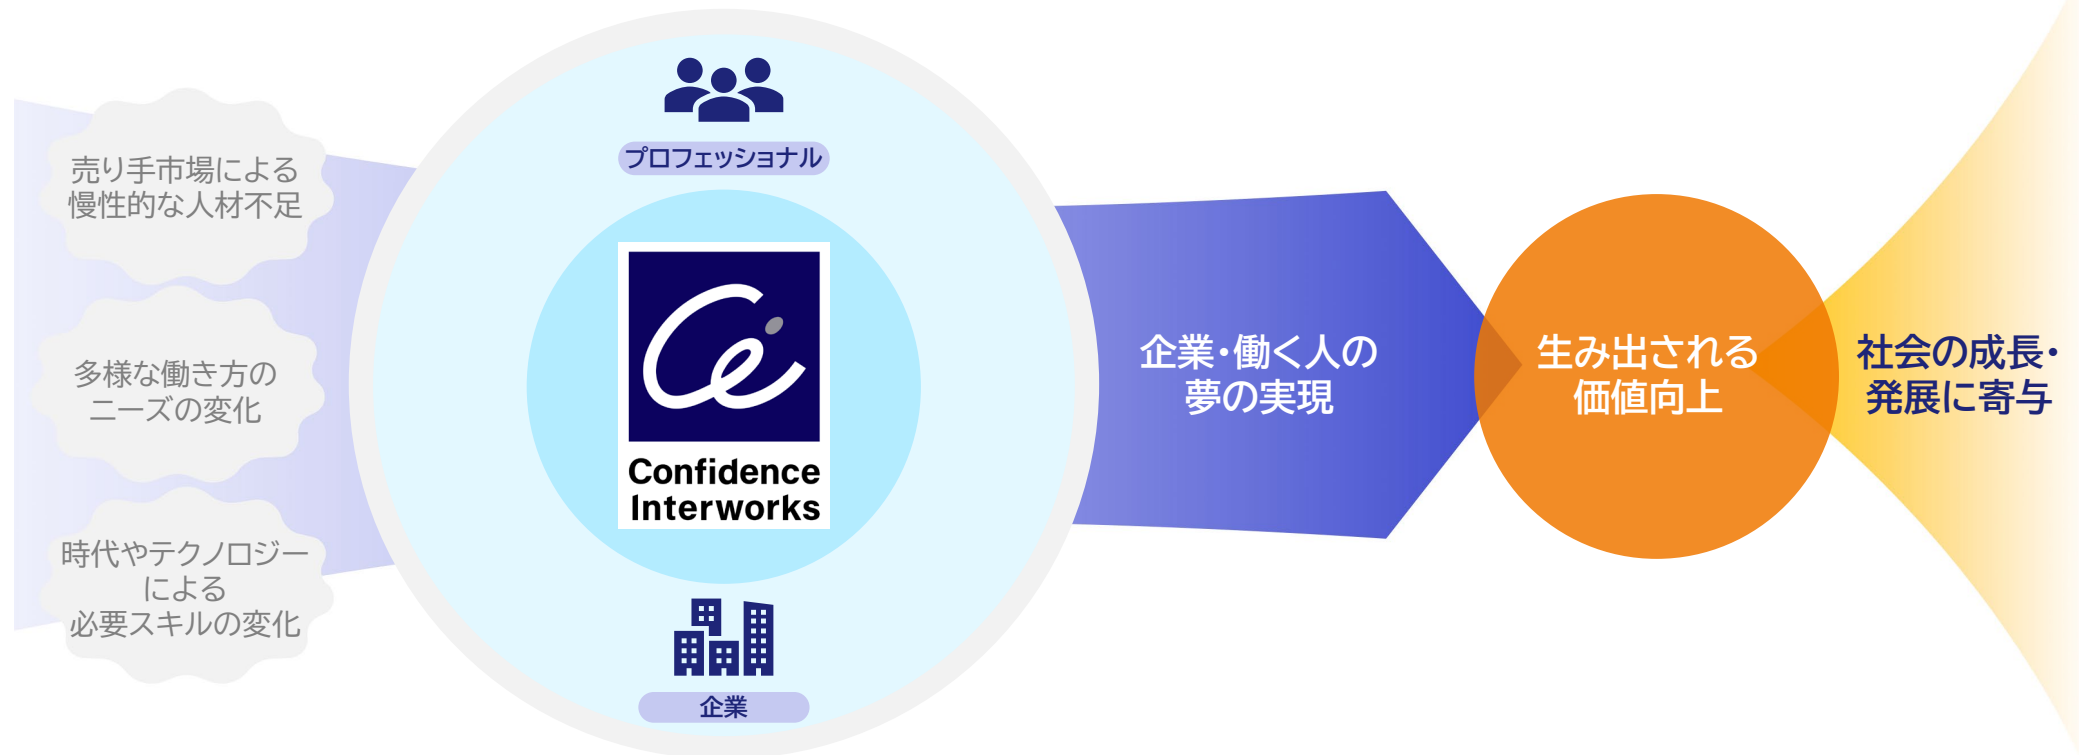 売り手市場による
慢性的な人材不足
多様な働き方の
ニーズの変化
時代やテクノロジー
による
必要スキルの変化
プロフェッショナル
Confidence
Interworks
企業
企業・働く人の
夢の実現
生み出される
価値向上
社会の成長・
発展に寄与